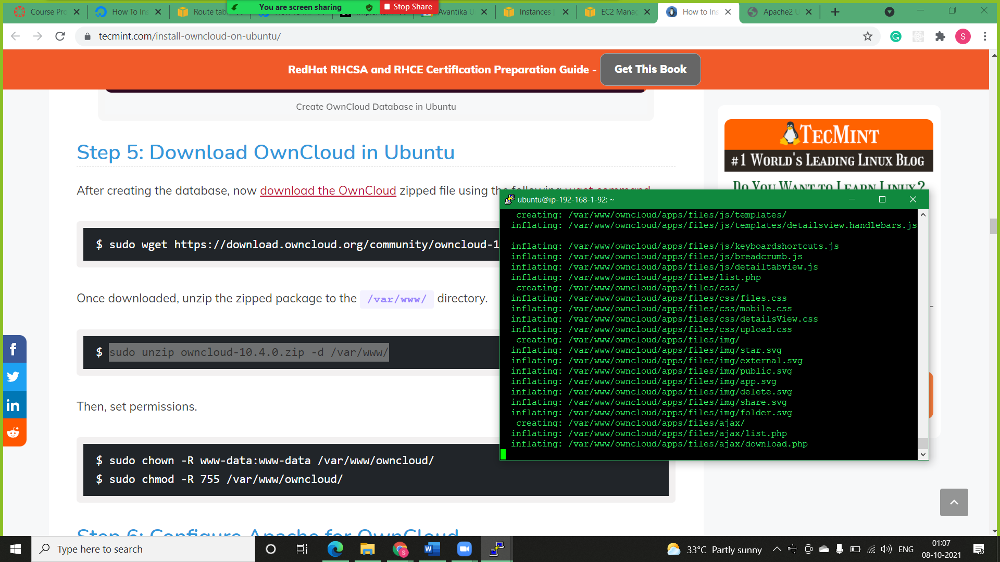 Course Pro
How To Ins
Route tab
You are screen sharing
Stop Share
Avantika U
Instances |
EC2 Manag
How to Ins
Apache2 U
tecmint.com/install-owncloud-on-ubuntu/
S
RedHat RHCSA and RHCE Certification Preparation Guide -
Get This Book
Create OwnCloud Database in Ubuntu
Step 5: Download OwnCloud in Ubuntu
After creating the database, now download the OwnCloud zipped file using the following wget command
$ sudo wget https://download.owncloud.org/community/owncloud-1
Once downloaded, unzip the zipped package to the /var/www/ directory.
$ sudo unzip owncloud-10.4.0.zip -d /var/www/
Then, set permissions.
$ sudo chown -R www-data:www-data /var/www/owncloud/
$ sudo chmod -R 755 /var/www/owncloud/
Step 6: Configure Apache for OwnCloud
TECMINT
#1 WORLD'S LEADING LINUX BLOG
DO YOU WANT TO LEARN LINUX?
ubuntu@ip-192-168-1-92: ~
creating: /var/www/owncloud/apps/files/js/templates/
inflating: /var/www/owncloud/apps/files/js/templates/detailsview.handlebars.js
inflating: /var/www/owncloud/apps/files/js/keyboardshortcuts.js
inflating: /var/www/owncloud/apps/files/js/breadcrumb.js
inflating: /var/www/owncloud/apps/files/js/detailtabview.js
inflating: /var/www/owncloud/apps/files/list.php
creating: /var/www/owncloud/apps/files/css/
inflating: /var/www/owncloud/apps/files/css/files.css
inflating: /var/www/owncloud/apps/files/css/mobile.css
inflating: /var/www/owncloud/apps/files/css/detailsView.css
inflating: /var/www/owncloud/apps/files/css/upload.css
creating: /var/www/owncloud/apps/files/img/
inflating: /var/www/owncloud/apps/files/img/star.svg
inflating: /var/www/owncloud/apps/files/img/external.svg
inflating: /var/www/owncloud/apps/files/img/public.svg
inflating: /var/www/owncloud/apps/files/img/app.svg
inflating: /var/www/owncloud/apps/files/img/delete.svg
inflating: /var/www/owncloud/apps/files/img/share.svg
inflating: /var/www/owncloud/apps/files/img/folder.svg
creating: /var/www/owncloud/apps/files/ajax/
inflating: /var/www/owncloud/apps/files/ajax/list.php
inflating: /var/www/owncloud/apps/files/ajax/download.php
Type here to search
33°C Partly sunny
ENG
01:07
08-10-2021